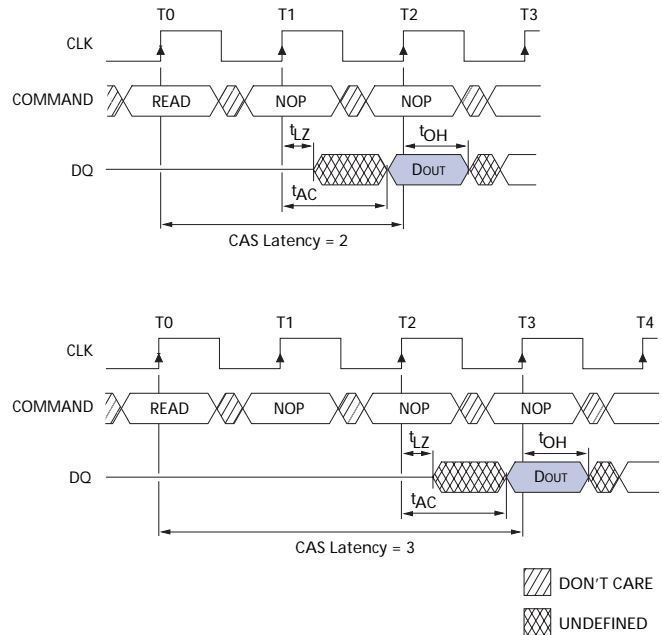 T0 T1 T2 T3
CLK
COMMAND READ NOP NOP
tLZ tOH
DQ DOUT
tAC
CAS Latency = 2
T0 T1 T2 T3 T4
CLK
COMMAND READ NOP NOP NOP
tLZ tOH
DQ DOUT
tAC
CAS Latency = 3
DON'T CARE
UNDEFINED